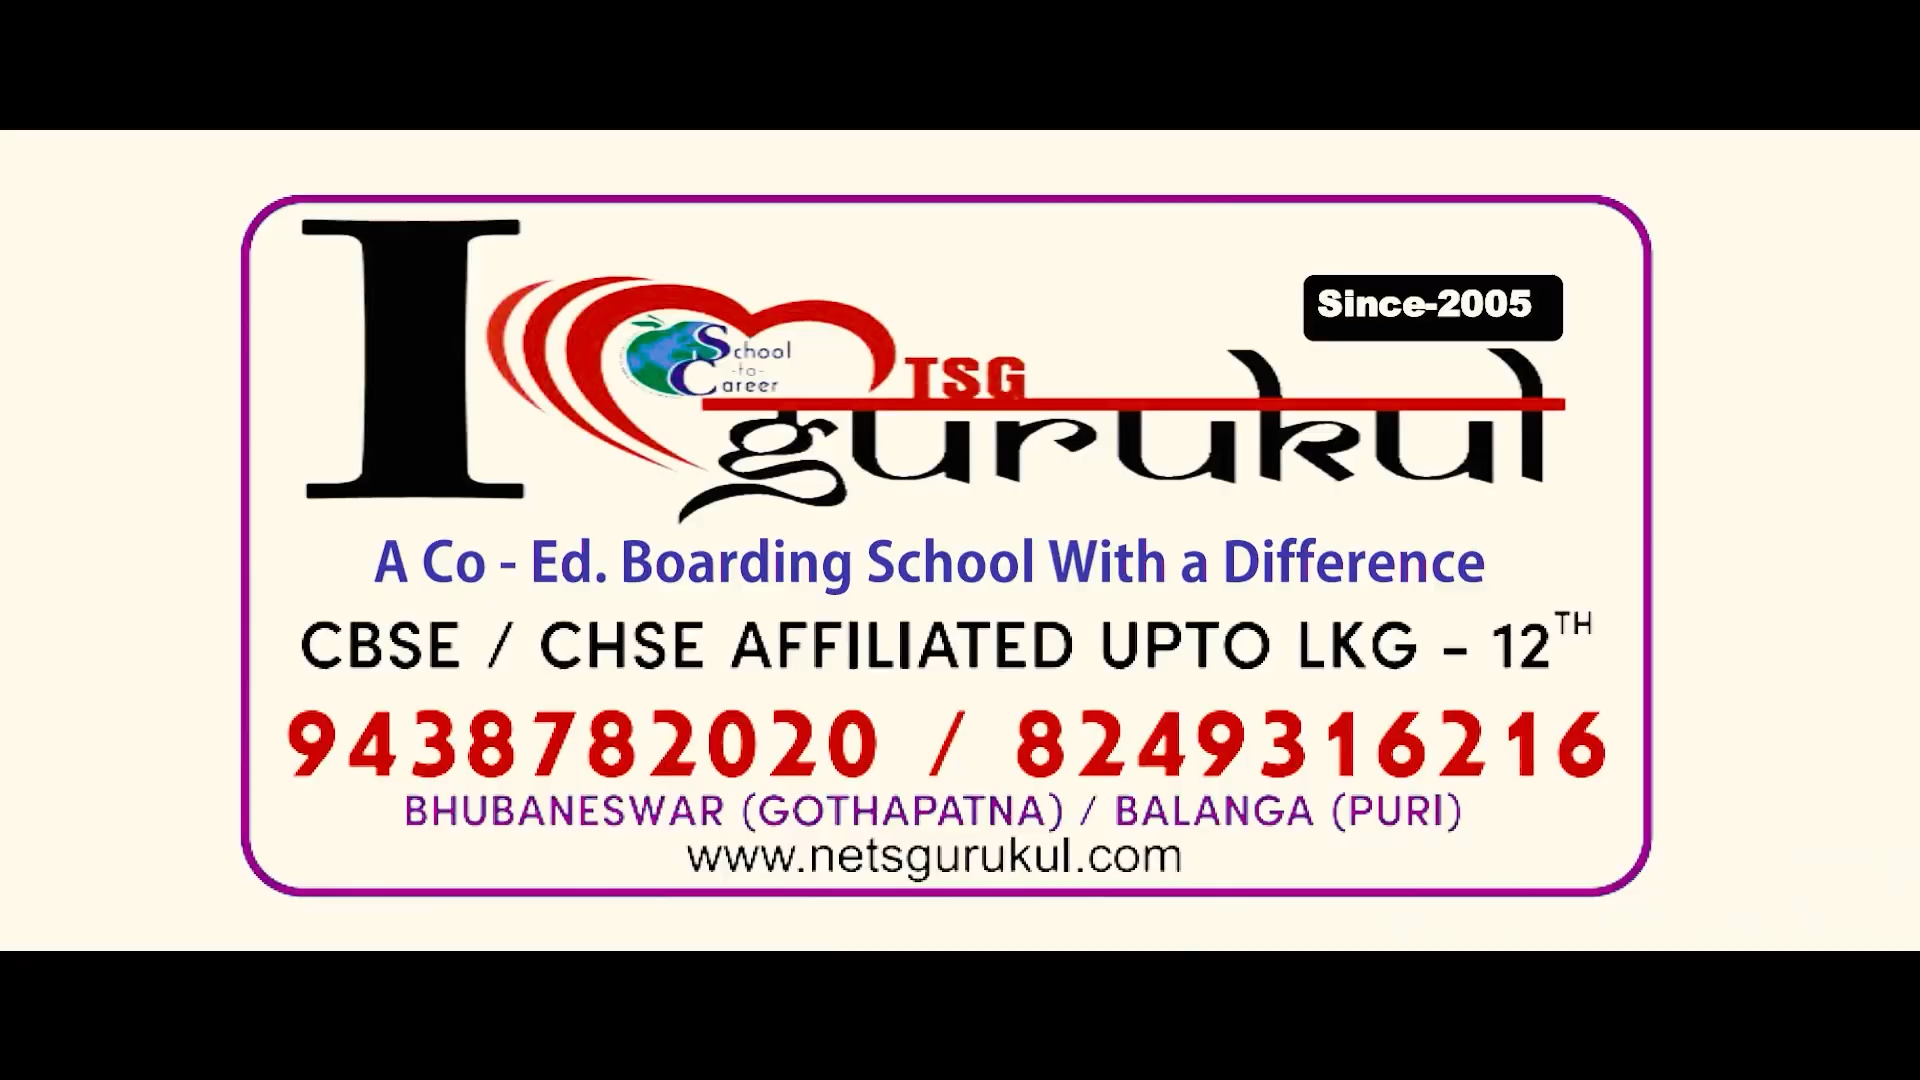 I
Since-2005
School
-to-
Career
TSG
gurukul
A Co - Ed. Boarding School With a Difference
CBSE / CHSE AFFILIATED UPTO LKG - 12TH
9438782020 / 8249316216
BHUBANESWAR (GOTHAPATNA) / BALANGA (PURI)
www.netsgurukul.com